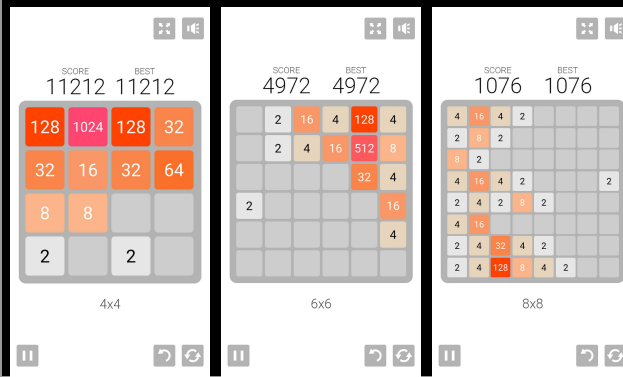 SCORE BEST
11212 11212
128 1024 128 32
32 16 32 64
8 8
2 2
4x4
SCORE BEST
4972 4972
2 16 4 128 4
2 4 16 512 8
32 4
2 16
4
6x6
SCORE BEST
1076 1076
4 16 4 2
2 8 2
8 2
4 16 4 2 2
2 4 2 8 2
4 16
2 4 32 4 2
2 4 128 8 4 2
8x8